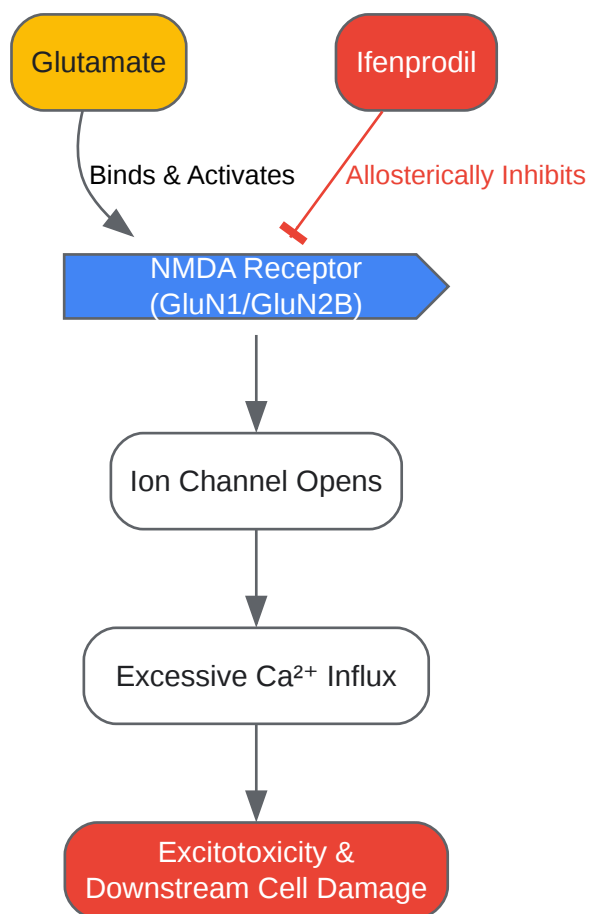 Glutamate
Ifenprodil
Binds & Activates
Allosterically Inhibits
NMDA Receptor
(GluN1/GluN2B)
Ion Channel Opens
Excessive Ca²⁺ Influx
Excitotoxicity &
Downstream Cell Damage